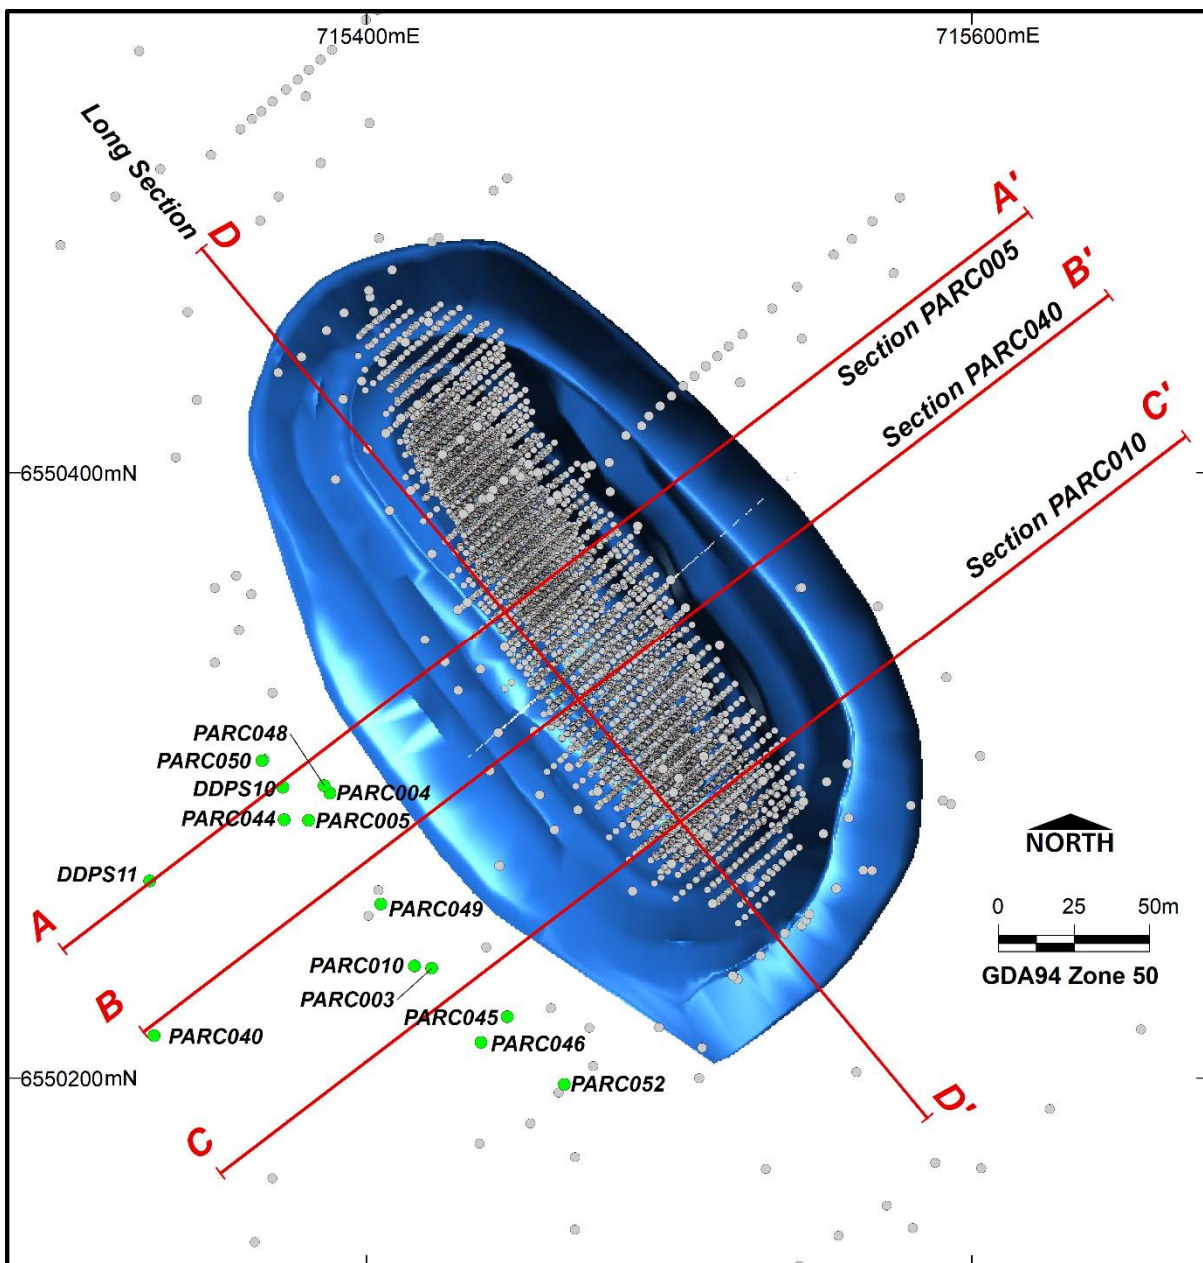 715400mE
715600mE
Long Section
D
A'
Section PARC005
B'
Section PARC040
C'
Section PARC010
6550400mN
PARC048
PARC050
DDPS10
PARC004
PARC044
PARC005
DDPS11
A
PARC049
NORTH
0 25 50m
GDA94 Zone 50
PARC010
PARC003
B
PARC045
PARC040
PARC046
6550200mN
PARC052
D'
C